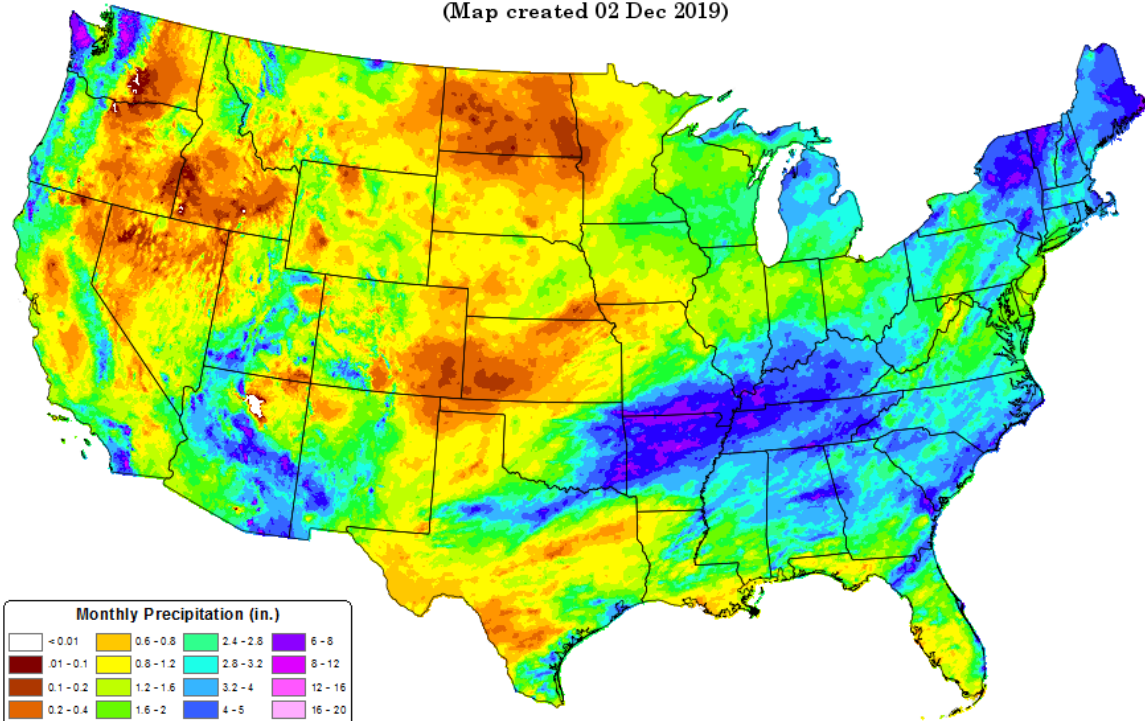 (Map created 02 Dec 2019)
Monthly Precipitation (in.)
< 0.01 0.6 - 0.8 2.4 - 2.8 6 - 8
.01 - 0.1 0.8 - 1.2 2.8 - 3.2 8 - 12
0.1 - 0.2 1.2 - 1.6 3.2 - 4 12 - 16
0.2 - 0.4 1.6 - 2 4 - 5 16 - 20